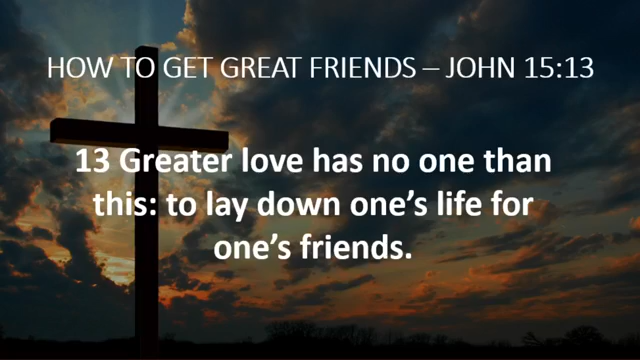 HOW TO GET GREAT FRIENDS – JOHN 15:13
13 Greater love has no one than
this: to lay down one’s life for
one’s friends.